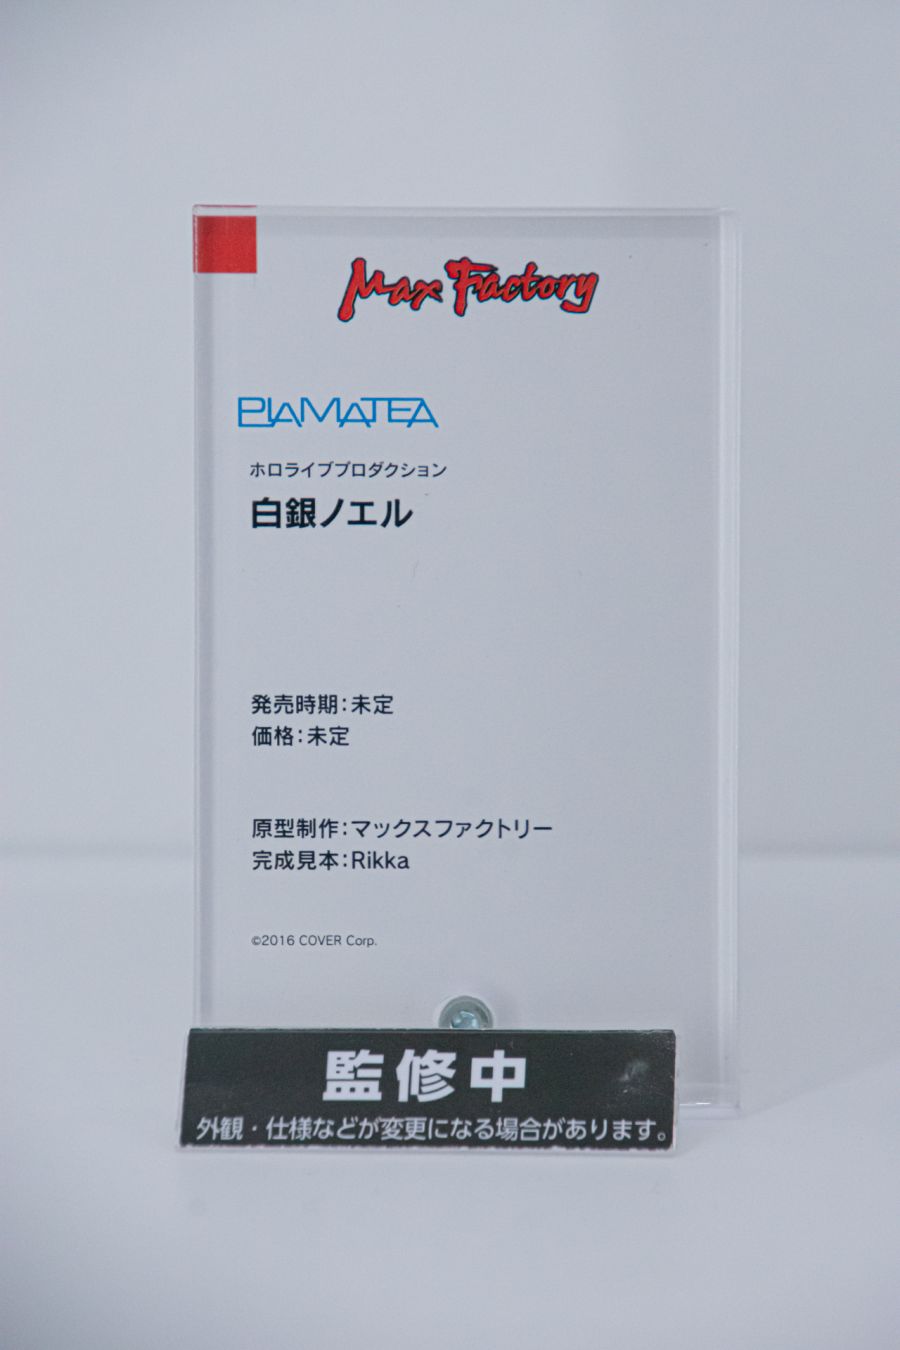 Max Factory
PLAMATEA
ホロライブプロダクション
白銀ノエル
発売時期：未定
価格：未定
原型制作：マックスファクトリー
完成見本：Rikka
©2016 COVER Corp.
監修中
外観・仕様などが変更になる場合があります。